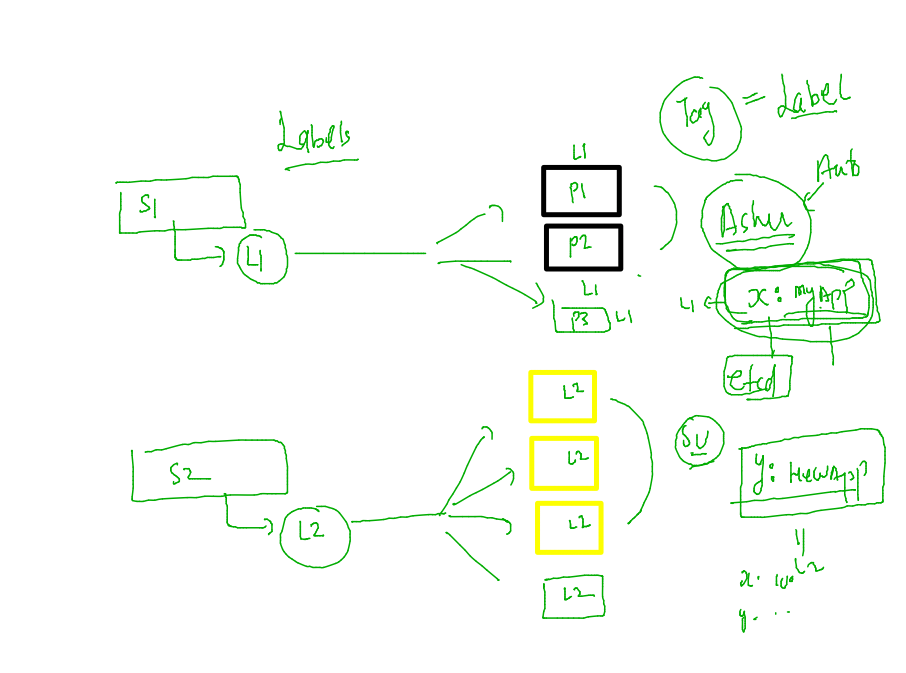 Tag = Label
Labels
Auto
L1
P1
Ashu
S1
P2
L1
L1
x: myApp
L1
P3
L1
etcd
L2
SU
L2
y: NewApp
S2
L2
L2
L2
x.
L2
y. ...